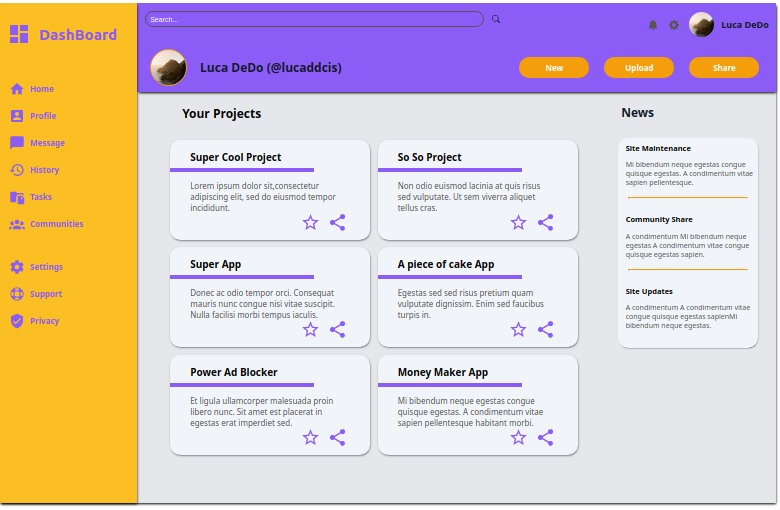 DashBoard
Home
Profile
Message
History
Tasks
Communities
Settings
Support
Privacy
Search...
Luca DeDo
Luca DeDo (@lucaddcis)
New
Upload
Share
Your Projects
Super Cool Project
Lorem ipsum dolor sit,consectetur
adipiscing elit, sed do eiusmod tempor
incididunt.
So So Project
Non odio euismod lacinia at quis risus
sed vulputate. Ut sem viverra aliquet
tellus cras.
Super App
Donec ac odio tempor orci. Consequat
mauris nunc congue nisi vitae suscipit.
Nulla facilisi morbi tempus iaculis.
A piece of cake App
Egestas sed sed risus pretium quam
vulputate dignissim. Enim sed faucibus
turpis in.
Power Ad Blocker
Et ligula ullamcorper malesuada proin
libero nunc. Sit amet est placerat in
egestas erat imperdiet sed.
Money Maker App
Mi bibendum neque egestas congue
quisque egestas. A condimentum vitae
sapien pellentesque habitant morbi.
News
Site Maintenance
Mi bibendum neque egestas congue
quisque egestas. A condimentum vitae
sapien pellentesque.
Community Share
A condimentum Mi bibendum neque
egestas A condimentum vitae congue
quisque egestas sapien.
Site Updates
A condimentum A condimentum vitae
congue quisque egestas sapienMi
bibendum neque egestas.